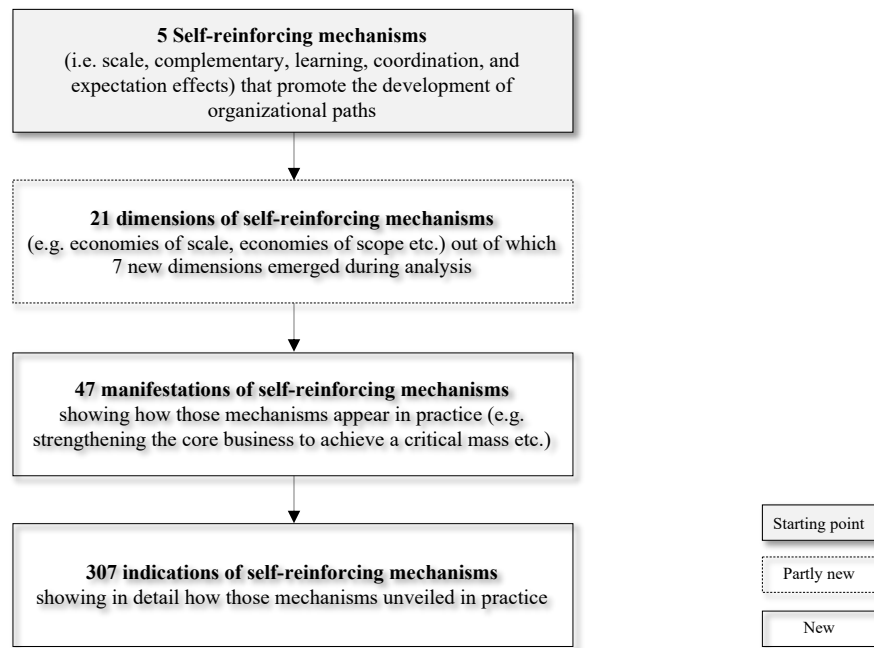 5 Self-reinforcing mechanisms
(i.e. scale, complementary, learning, coordination, and
expectation effects) that promote the development of
organizational paths
21 dimensions of self-reinforcing mechanisms
(e.g. economies of scale, economies of scope etc.) out of which
7 new dimensions emerged during analysis
47 manifestations of self-reinforcing mechanisms
showing how those mechanisms appear in practice (e.g.
strengthening the core business to achieve a critical mass etc.)
307 indications of self-reinforcing mechanisms
showing in detail how those mechanisms unveiled in practice
Starting point
Partly new
New